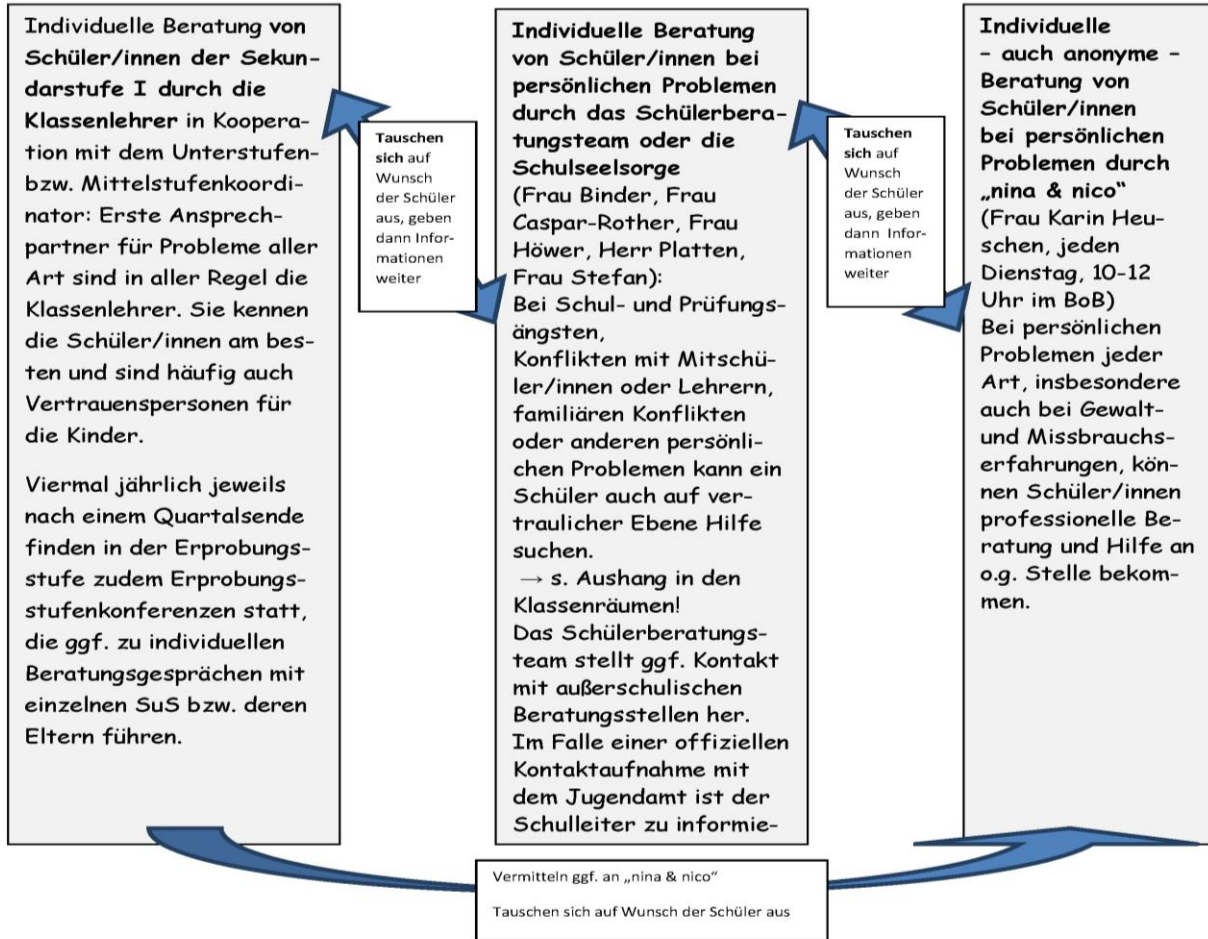 Individuelle Beratung von
Schüler/innen der Sekun-
darstufe I durch die
Klassenlehrer in Koopera-
tion mit dem Unterstufen-
bzw. Mittelstufenkoordi-
nator: Erste Ansprech-
partner für Probleme aller
Art sind in aller Regel die
Klassenlehrer. Sie kennen
die Schüler/innen am bes-
ten und sind häufig auch
Vertrauenspersonen für
die Kinder.
Viermal jährlich jeweils
nach einem Quartalsende
finden in der Erprobungs-
stufe zudem Erprobungs-
stufenkonferenzen statt,
die ggf. zu individuellen
Beratungsgesprächen mit
einzelnen SuS bzw. deren
Eltern führen.
Tauschen
sich auf
Wunsch
der Schüler
aus, geben
dann Infor-
mationen
weiter
Individuelle Beratung
von Schüler/innen bei
persönlichen Problemen
durch das Schülerbera-
tungsteam oder die
Schulseelsorge
(Frau Binder, Frau
Caspar-Rother, Frau
Höwer, Herr Platten,
Frau Stefan):
Bei Schul- und Prüfungs-
ängsten,
Konflikten mit Mitschü-
ler/innen oder Lehrern,
familiären Konflikten
oder anderen persönli-
chen Problemen kann ein
Schüler auch auf ver-
traulicher Ebene Hilfe
suchen.
→ s. Aushang in den
Klassenräumen!
Das Schülerberatungs-
team stellt ggf. Kontakt
mit außerschulischen
Beratungsstellen her.
Im Falle einer offiziellen
Kontaktaufnahme mit
dem Jugendamt ist der
Schulleiter zu informie-
Tauschen
sich auf
Wunsch
der Schüler
aus, geben
dann Infor-
mationen
weiter
Individuelle
– auch anonyme –
Beratung von
Schüler/innen
bei persönlichen
Problemen durch
„nina & nico“
(Frau Karin Heu-
schen, jeden
Dienstag, 10-12
Uhr im BoB)
Bei persönlichen
Problemen jeder
Art, insbesondere
auch bei Gewalt-
und Missbrauchs-
erfahrungen, kön-
nen Schüler/innen
professionelle Be-
ratung und Hilfe an
o.g. Stelle bekom-
men.
Vermitteln ggf. an „nina & nico“
Tauschen sich auf Wunsch der Schüler aus